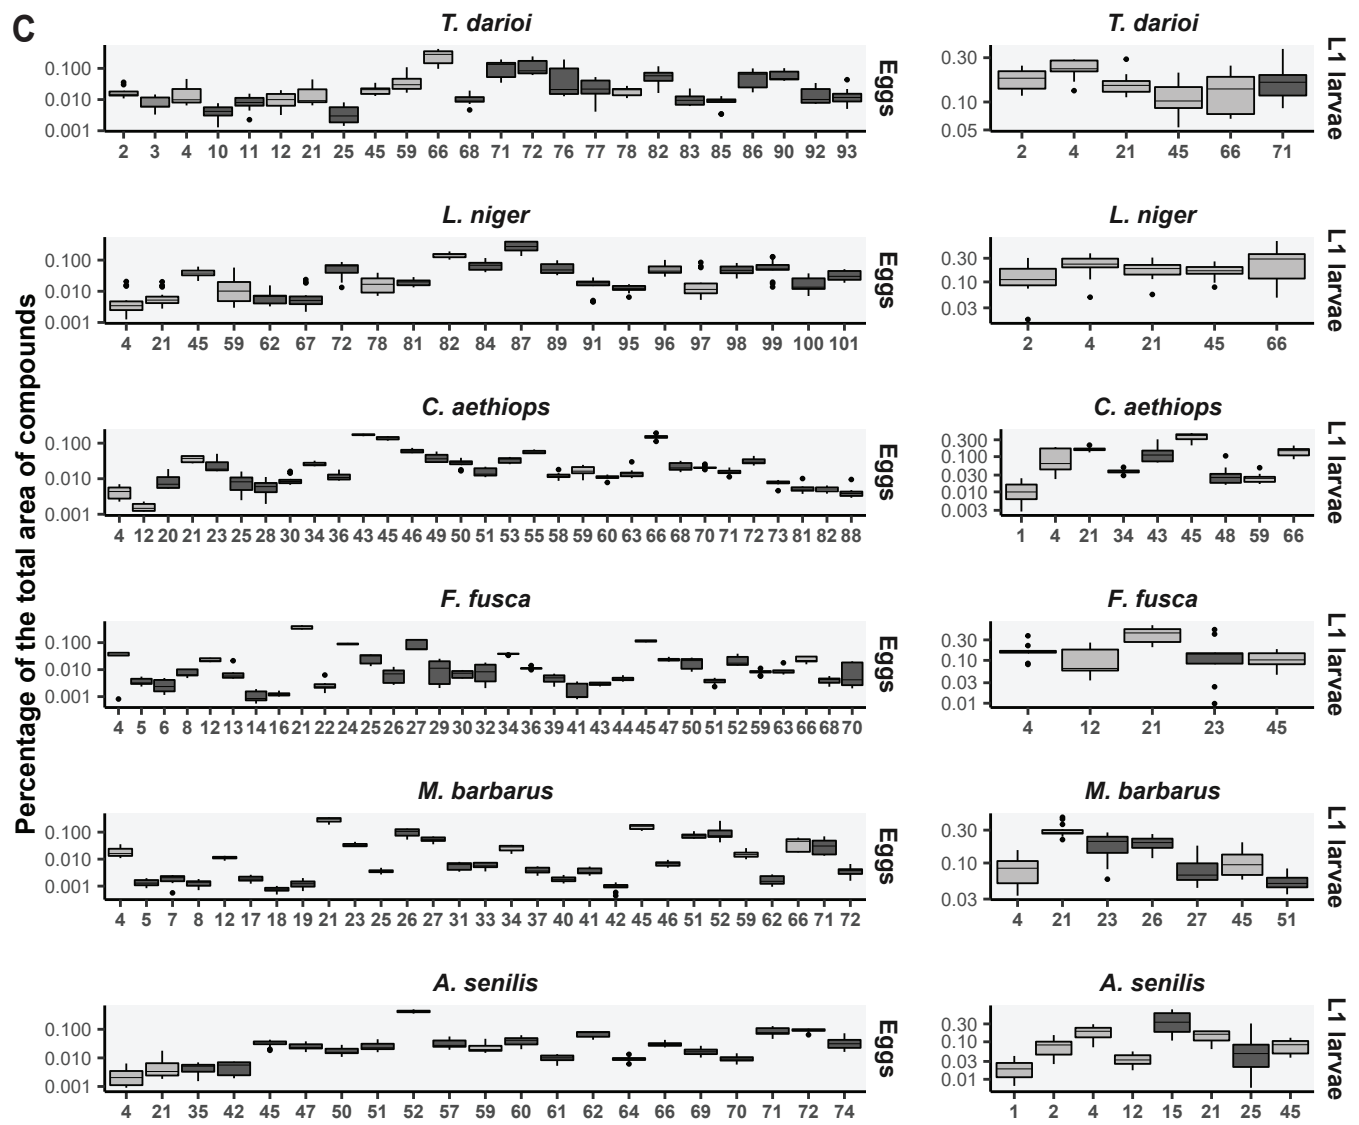 C
Percentage of the total area of compounds
T. darioi
0.100
0.010
0.001
2 3 4 10 11 12 21 25 45 59 66 68 71 72 76 77 78 82 83 85 86 90 92 93
Eggs
T. darioi
0.30
0.10
0.05
2 4 21 45 66 71
L1 larvae
L. niger
0.100
0.010
0.001
4 21 45 59 62 67 72 78 81 82 84 87 89 91 95 96 97 98 99 100 101
Eggs
L. niger
0.30
0.10
0.03
2 4 21 45 66
L1 larvae
C. aethiops
0.100
0.010
0.001
4 12 20 21 23 25 28 30 34 36 43 45 46 49 50 51 53 55 58 59 60 63 66 68 70 71 72 73 81 82 88
Eggs
C. aethiops
0.300
0.100
0.030
0.010
0.003
1 4 21 34 43 45 48 59 66
L1 larvae
F. fusca
0.100
0.010
0.001
4 5 6 8 12 13 14 16 21 22 24 25 26 27 29 30 32 34 36 39 41 43 44 45 47 50 51 52 59 63 66 68 70
Eggs
F. fusca
0.30
0.10
0.03
0.01
4 12 21 23 45
L1 larvae
M. barbarus
0.100
0.010
0.001
4 5 7 8 12 17 18 19 21 23 25 26 27 31 33 34 37 40 41 42 45 46 51 52 59 62 66 71 72
Eggs
M. barbarus
0.30
0.10
0.03
4 21 23 26 27 45 51
L1 larvae
A. senilis
0.100
0.010
0.001
4 21 35 42 45 47 50 51 52 57 59 60 61 62 64 66 69 70 71 72 74
Eggs
A. senilis
0.30
0.10
0.03
0.01
1 2 4 12 15 21 25 45
L1 larvae